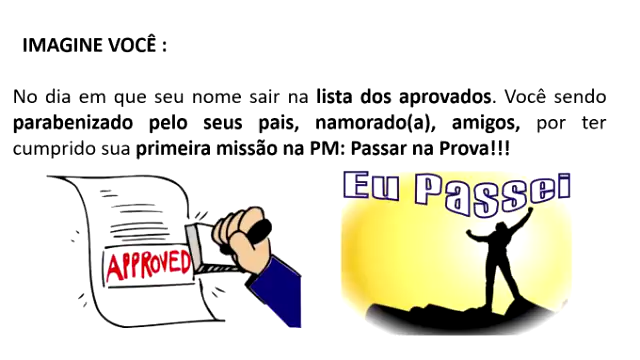 IMAGINE VOCÊ :
No dia em que seu nome sair na lista dos aprovados. Você sendo
parabenizado pelo seus pais, namorado(a), amigos, por ter
cumprido sua primeira missão na PM: Passar na Prova!!!
Eu Passei
APPROVED